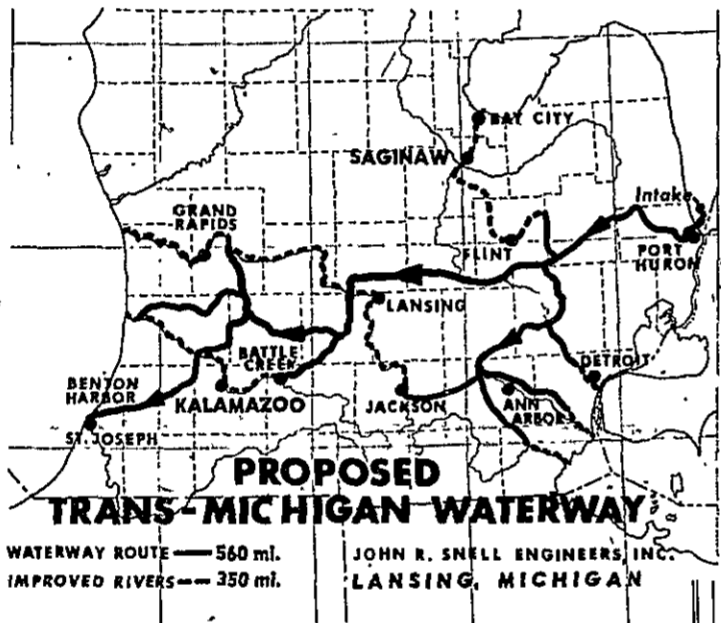 BAY CITY
SAGINAW
Intake
GRAND
RAPIDS
FLINT
PORT
HURON
LANSING
BATTLE
CREEK
DETROIT
BENTON
HARBOR
KALAMAZOO
JACKSON
ANN
ARBOR
ST. JOSEPH
PROPOSED
TRANS-MICHIGAN WATERWAY
WATERWAY ROUTE — 560 mi.
JOHN R. SNELL ENGINEERS, INC.
IMPROVED RIVERS --- 350 mi.
LANSING, MICHIGAN